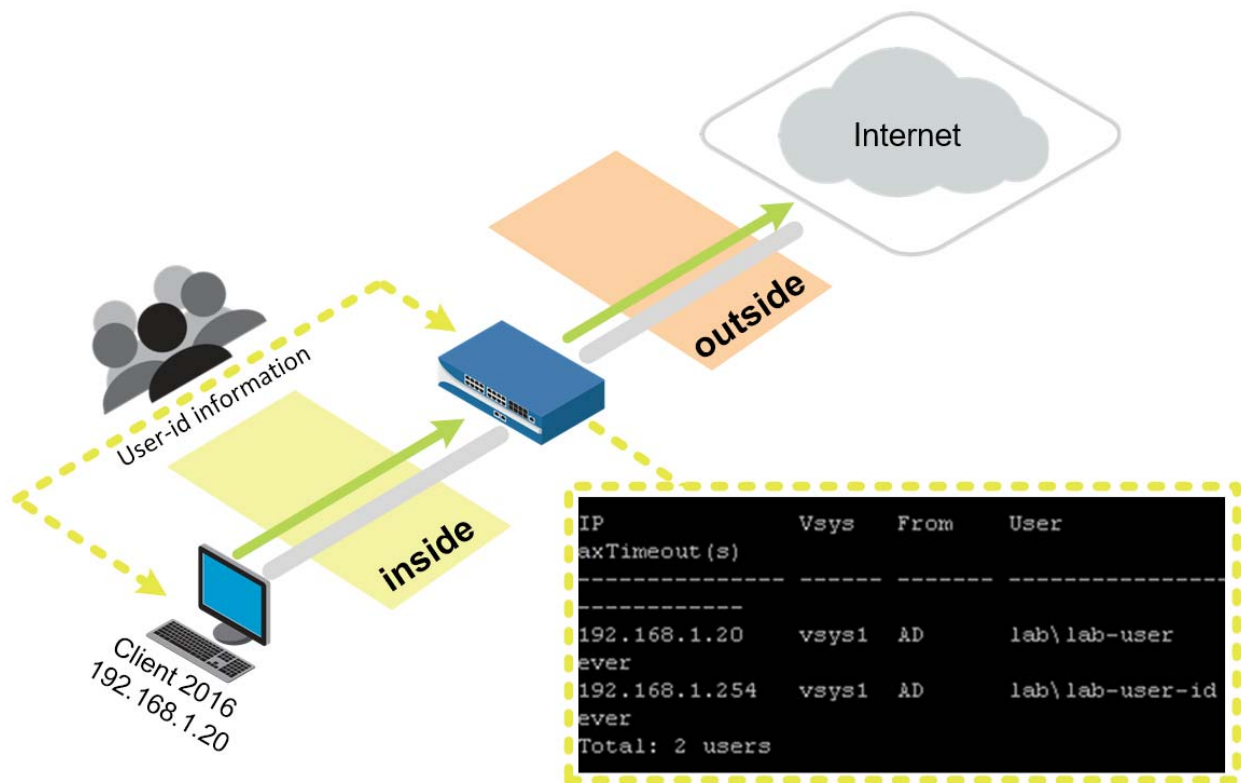 Internet
outside
User-id information
inside
Client 2016
192.168.1.20
IP Vsys From User
axTimeout(s)
--------------- ------ ------- ----------------
------------
192.168.1.20 vsys1 AD lab\lab-user
ever
192.168.1.254 vsys1 AD lab\lab-user-id
ever
Total: 2 users